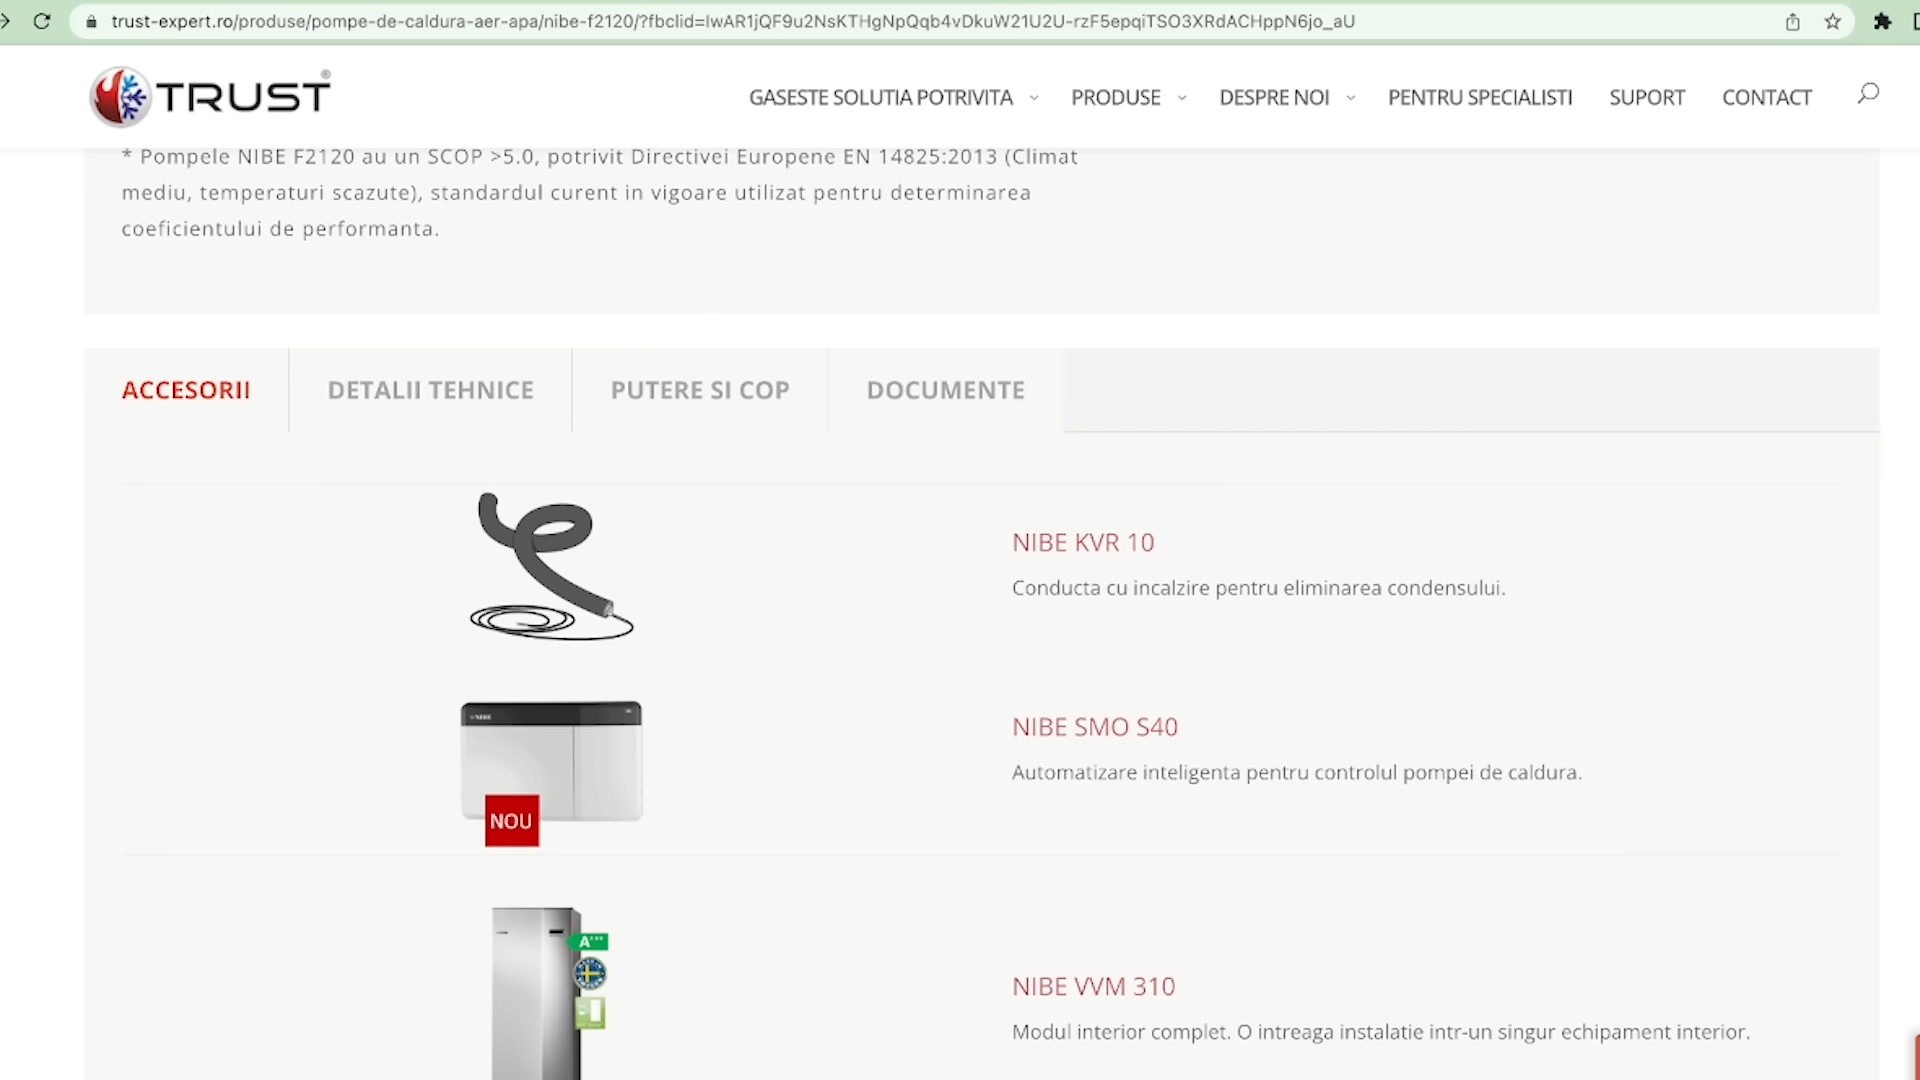 trust-expert.ro/produse/pompe-de-caldura-aer-apa/nibe-f2120/?fbclid=IwAR1jQF9u2NsKTHgNpQqb4vDkuW21U2U-rzF5epqiTSO3XRdACHppN6jo_aU
TRUST®
GASESTE SOLUTIA POTRIVITA
PRODUSE
DESPRE NOI
PENTRU SPECIALISTI
SUPORT
CONTACT
* Pompele NIBE F2120 au un SCOP >5.0, potrivit Directivei Europene EN 14825:2013 (Climat
mediu, temperaturi scazute), standardul curent in vigoare utilizat pentru determinarea
coeficientului de performanta.
ACCESORII
DETALII TEHNICE
PUTERE SI COP
DOCUMENTE
NIBE KVR 10
Conducta cu incalzire pentru eliminarea condensului.
NIBE
NOU
NIBE SMO S40
Automatizare inteligenta pentru controlul pompei de caldura.
A+++
NIBE VVM 310
Modul interior complet. O intreaga instalatie intr-un singur echipament interior.